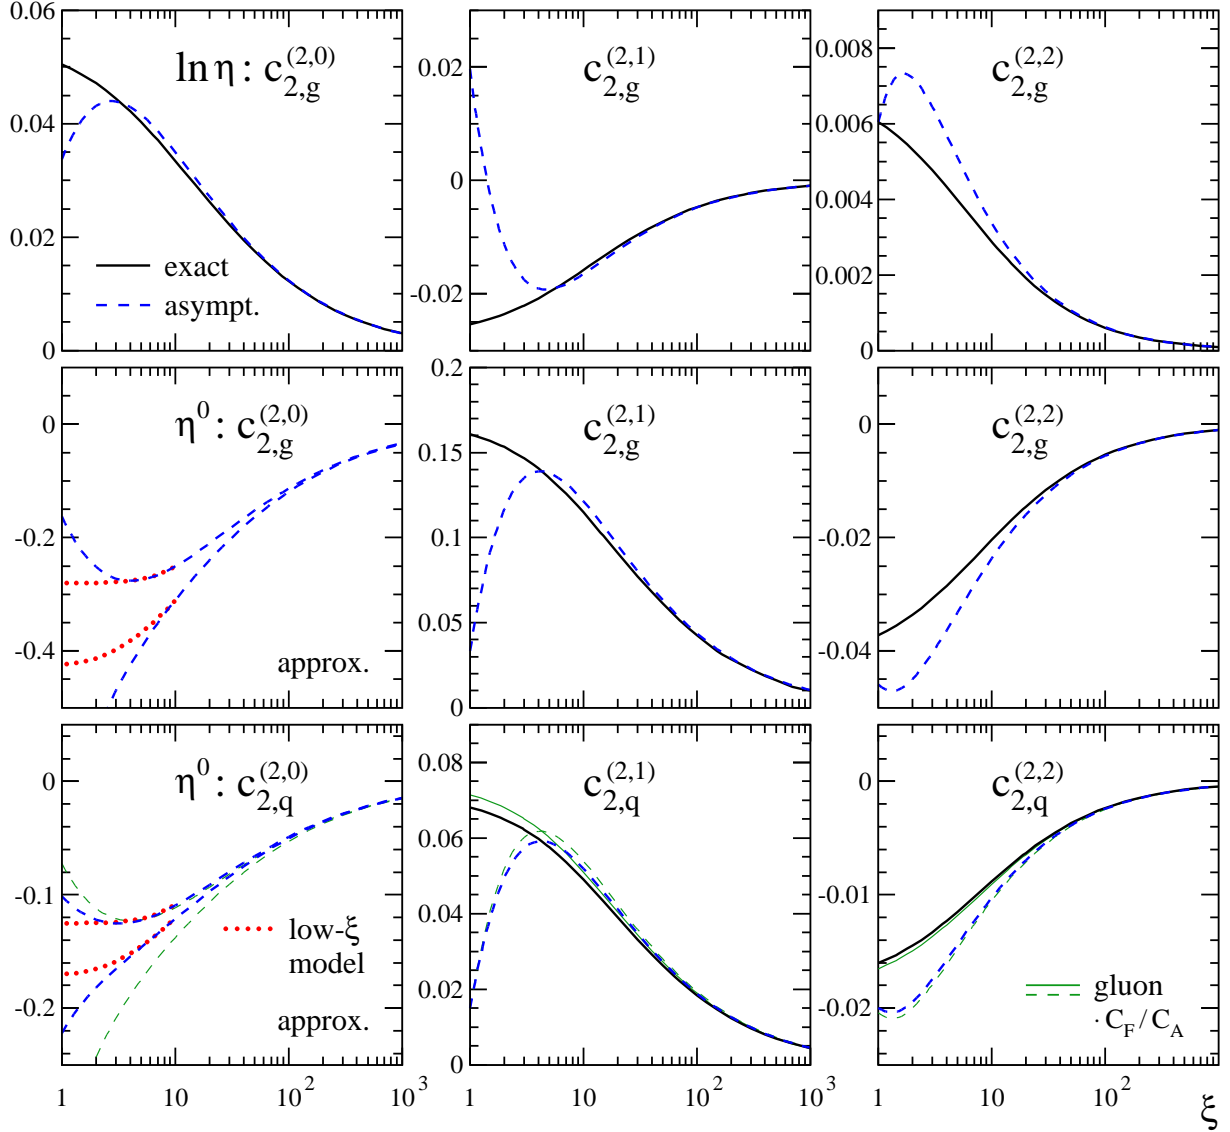 0.06
0.04
0.02
0
ln η : c_{2,g}^{(2,0)}
exact
asympt.
0.02
0
-0.02
c_{2,g}^{(2,1)}
0.008
0.006
0.004
0.002
0
c_{2,g}^{(2,2)}
0
-0.2
-0.4
η^0 : c_{2,g}^{(2,0)}
approx.
0.2
0.15
0.1
0.05
0
c_{2,g}^{(2,1)}
0
-0.02
-0.04
c_{2,g}^{(2,2)}
0
-0.1
-0.2
η^0 : c_{2,q}^{(2,0)}
low-ξ
model
approx.
0.08
0.06
0.04
0.02
0
c_{2,q}^{(2,1)}
0
-0.01
-0.02
c_{2,q}^{(2,2)}
gluon
· C_F / C_A
1 10 10^2 10^3
1 10 10^2 10^3
1 10 10^2 ξ